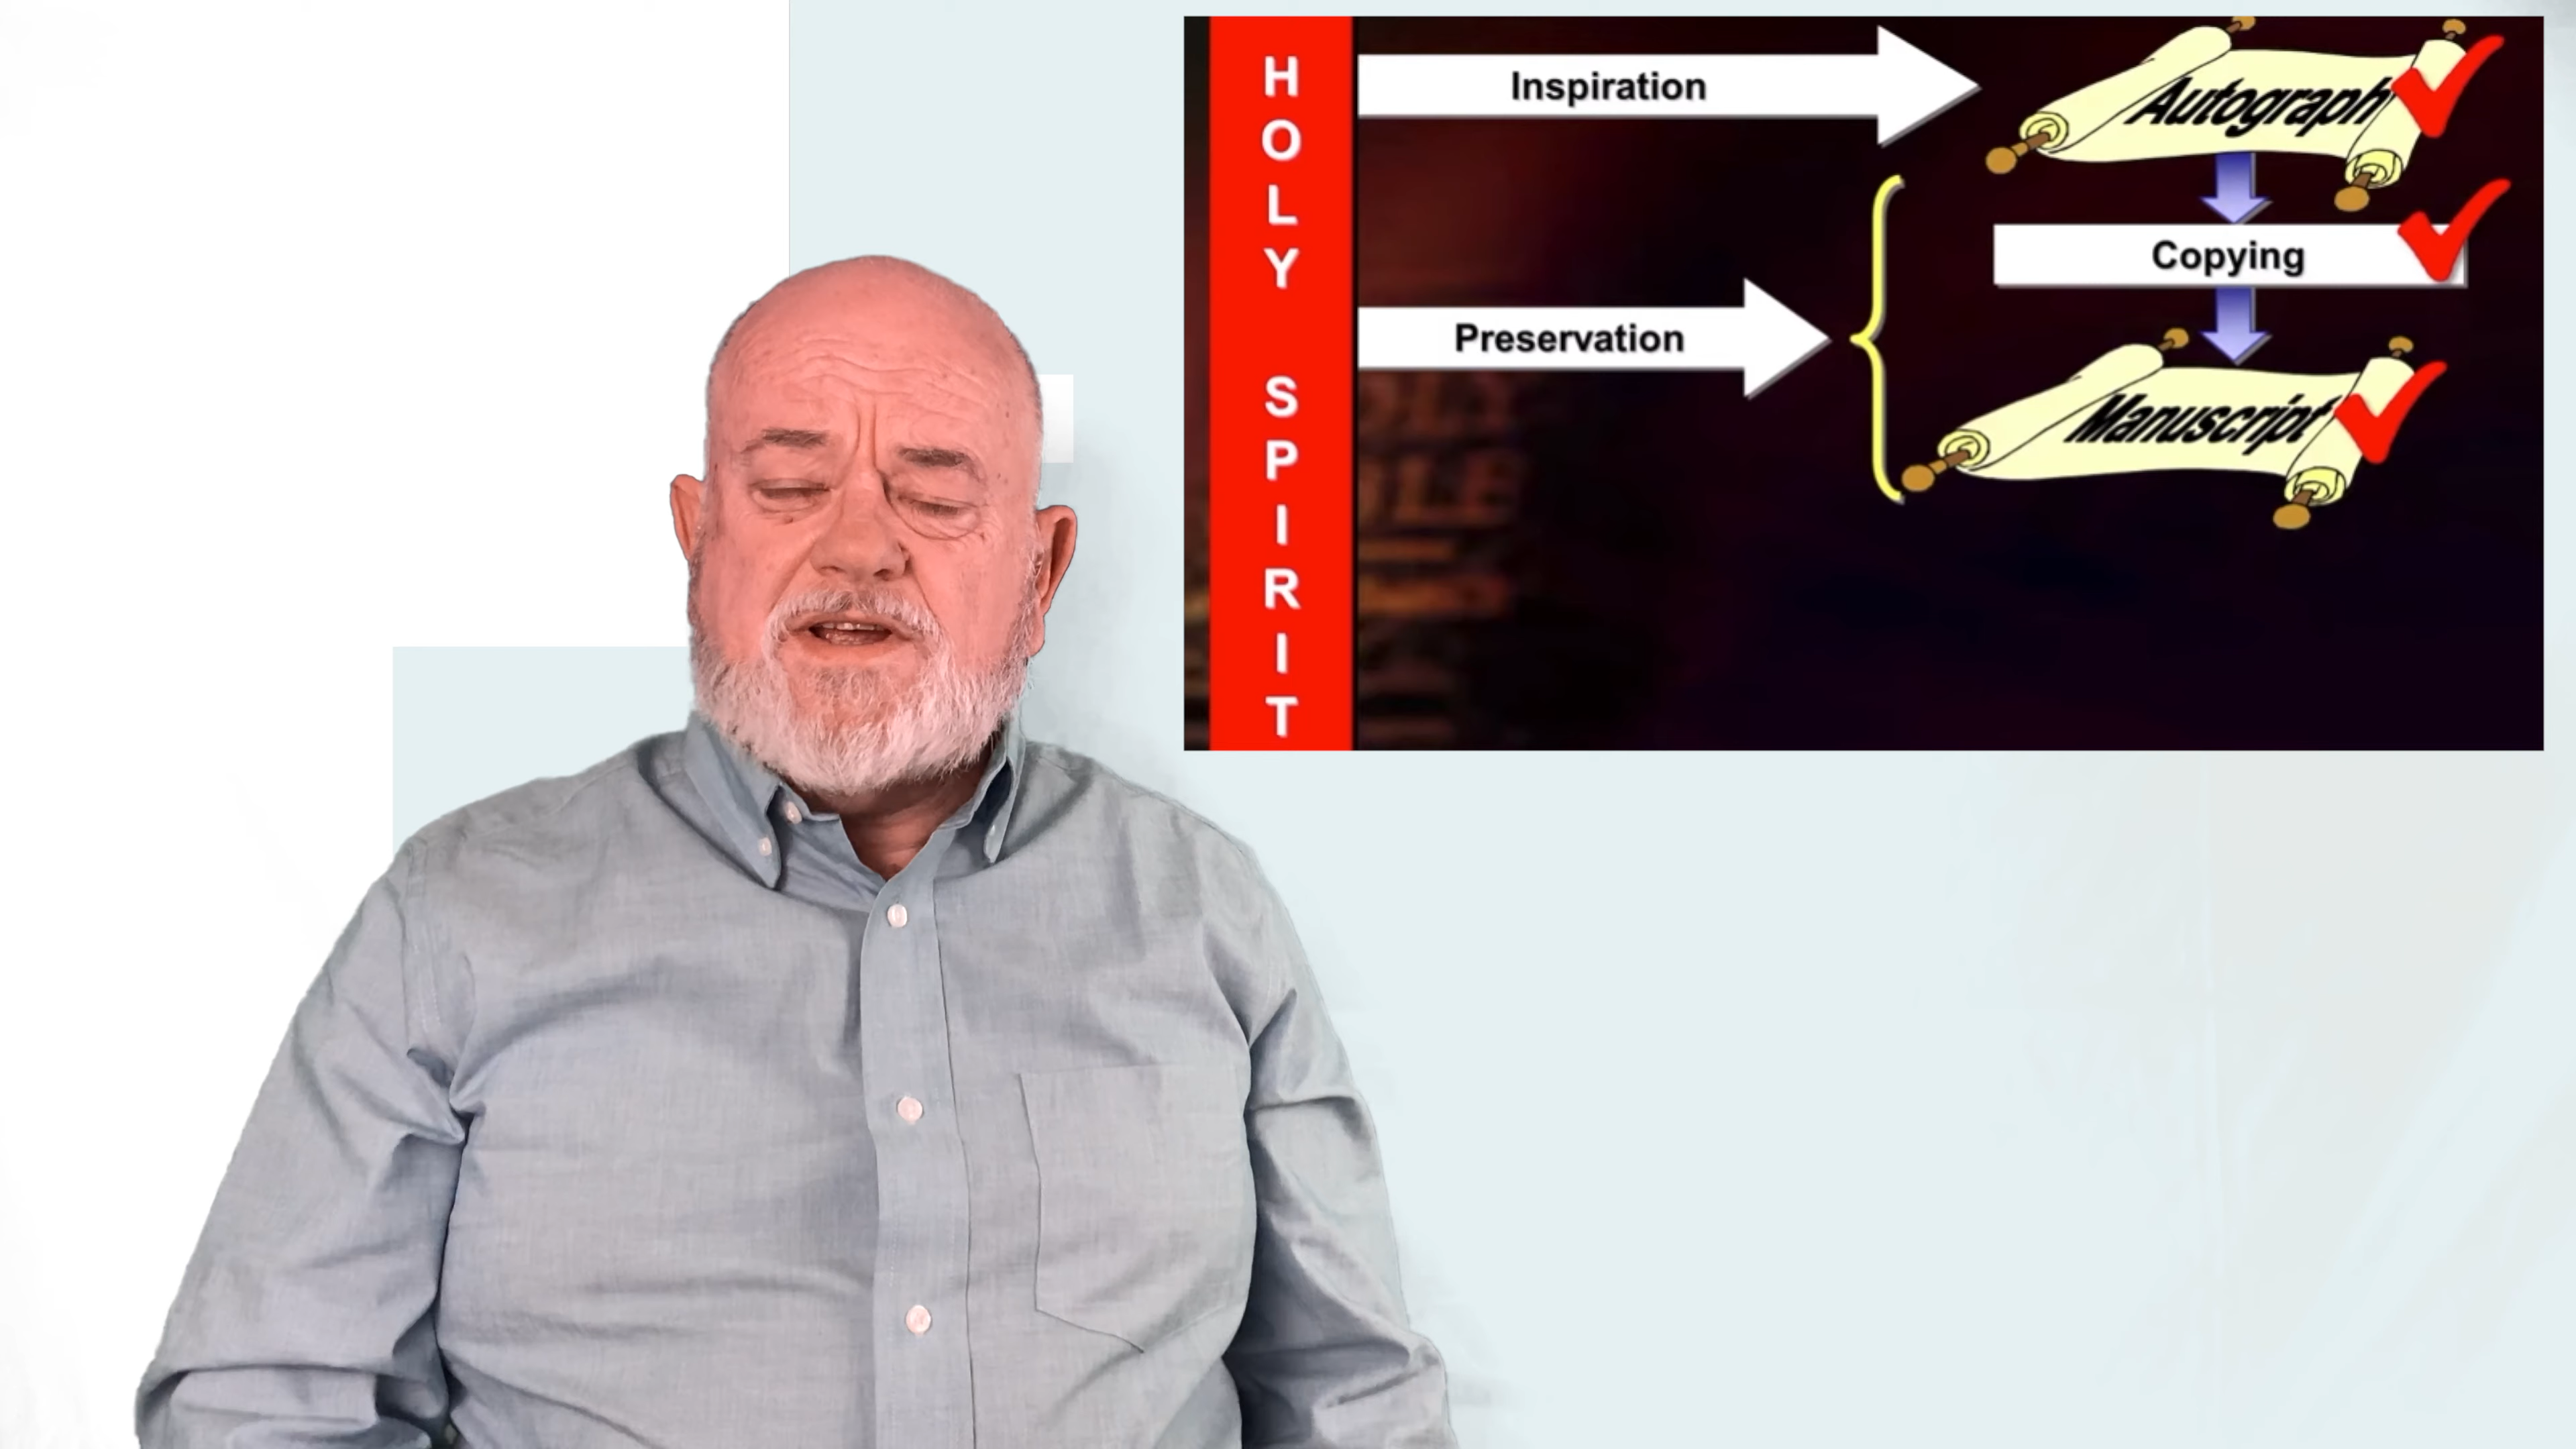 HOLY SPIRIT
Inspiration
Autograph
Copying
Preservation
Manuscript